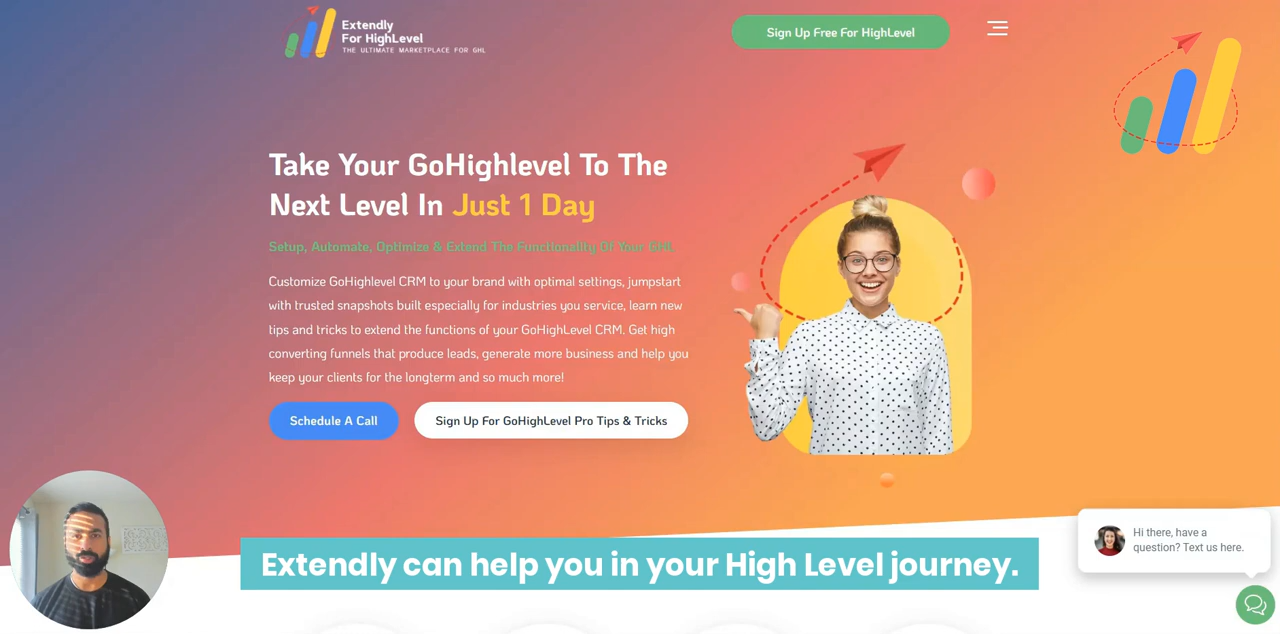 Extendly
For HighLevel
THE ULTIMATE MARKETPLACE FOR GHL
Sign Up Free For HighLevel
Take Your GoHighlevel To The
Next Level In Just 1 Day
Setup, Automate, Optimize & Extend The Functionality Of Your GHL
Customize GoHighlevel CRM to your brand with optimal settings, jumpstart
with trusted snapshots built especially for industries you service, learn new
tips and tricks to extend the functions of your GoHighLevel CRM. Get high
converting funnels that produce leads, generate more business and help you
keep your clients for the longterm and so much more!
Schedule A Call
Sign Up For GoHighLevel Pro Tips & Tricks
Hi there, have a
question? Text us here.
Extendly can help you in your High Level journey.